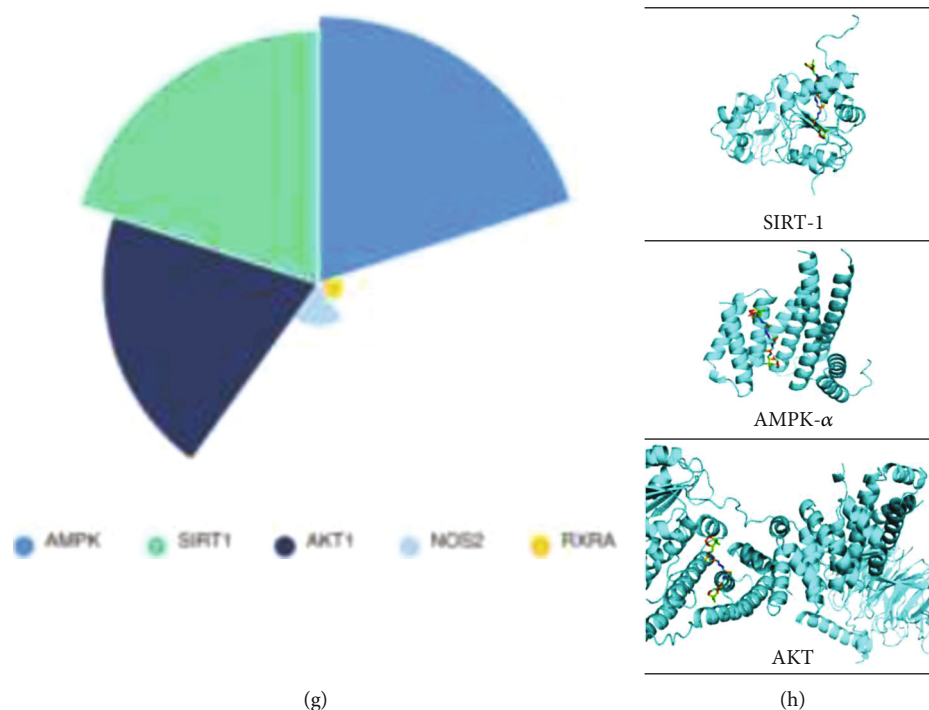 SIRT-1
AMPK-α
AKT
AMPK SIRT1 AKT1 NOS2 RXRA
(g) (h)